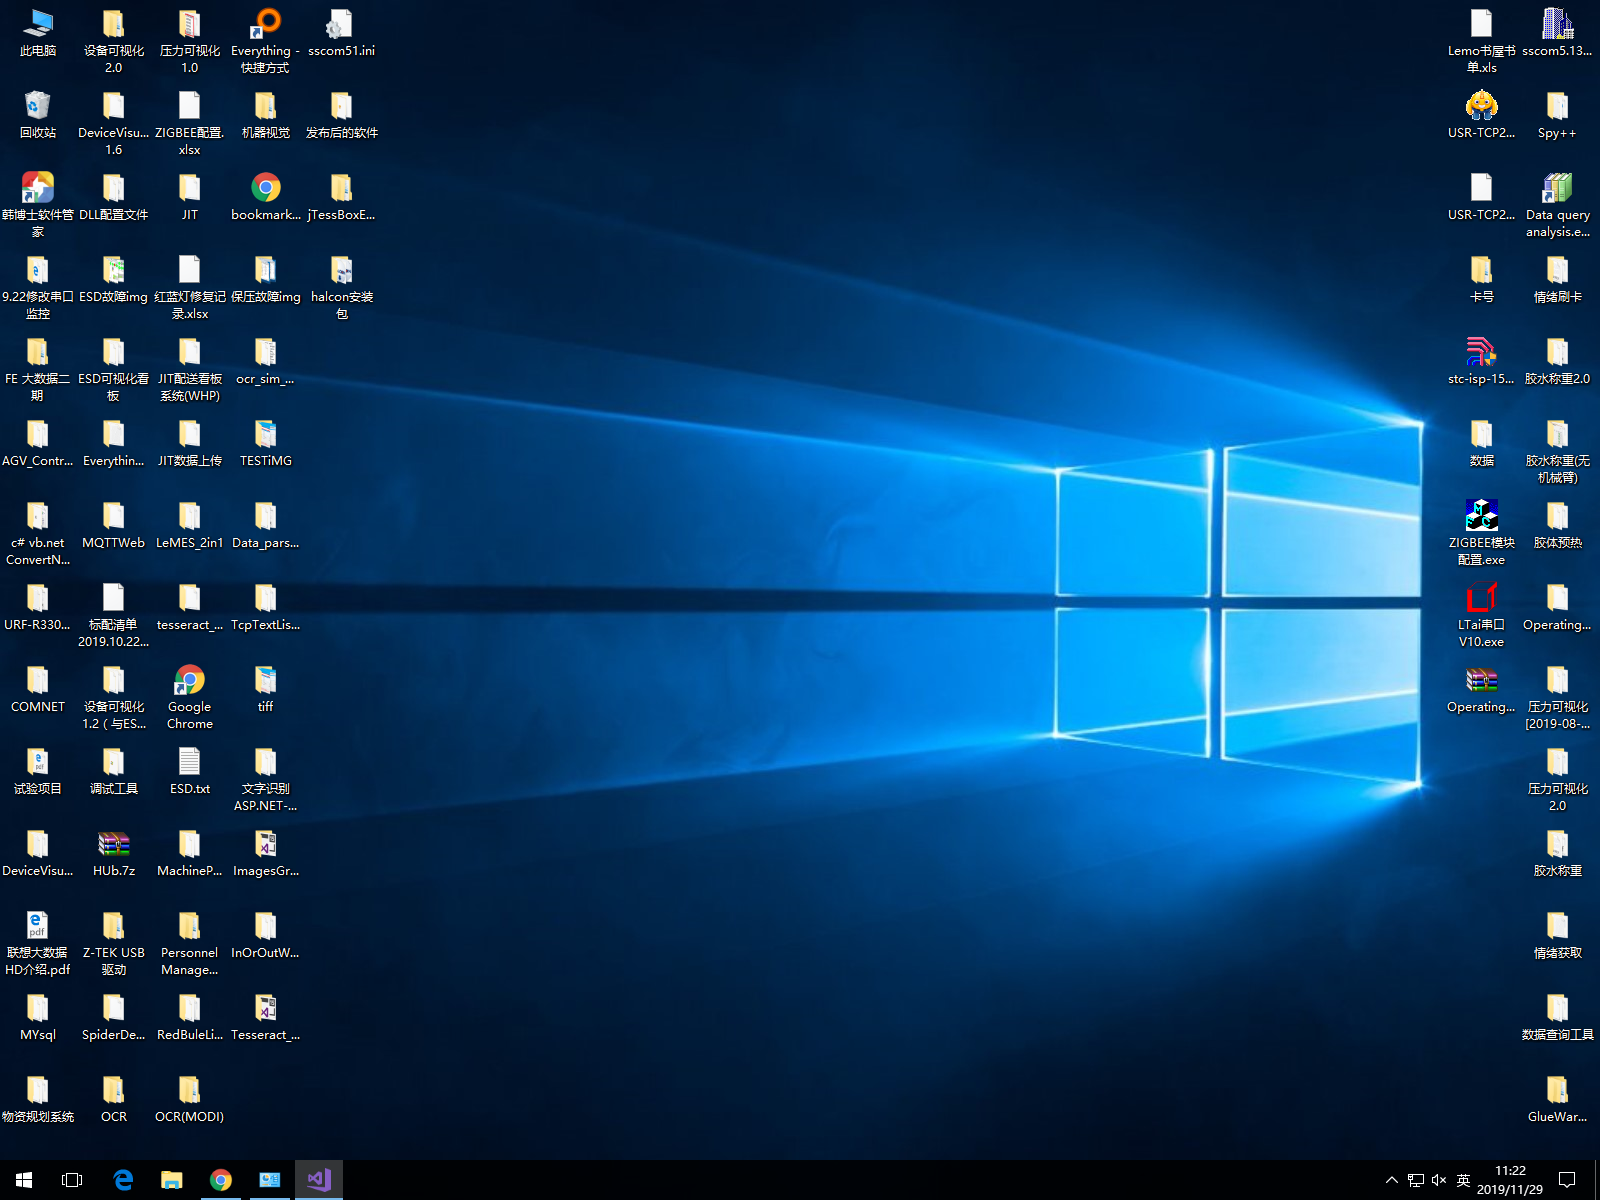 此电脑
设备可视化
2.0
压力可视化
1.0
Everything -
快捷方式
sscom51.ini
Lemo书屋书
单.xls
sscom5.13...
回收站
DeviceVisu...
1.6
ZIGBEE配置.
xlsx
机器视觉
发布后的软件
USR-TCP2...
Spy++
韩博士软件管
家
DLL配置文件
JIT
bookmark...
jTessBoxE...
USR-TCP2...
Data query
analysis.e...
9.22修改串口
监控
ESD故障img
红蓝灯修复记
录.xlsx
保压故障img
halcon安装
包
卡号
情绪刷卡
FE 大数据二
期
ESD可视化看
板
JIT配送看板
系统(WHP)
ocr_sim_...
stc-isp-15...
胶水称重2.0
AGV_Contr...
Everythin...
JIT数据上传
TESTiMG
数据
胶水称重(无
机械臂)
c# vb.net
ConvertN...
MQTTWeb
LeMES_2in1
Data_pars...
ZIGBEE模块
配置.exe
胶体预热
URF-R330...
标配清单
2019.10.22...
tesseract_...
TcpTextLis...
LTai串口
V10.exe
Operating...
COMNET
设备可视化
1.2（与ES...
Google
Chrome
tiff
Operating...
压力可视化
[2019-08-...
试验项目
调试工具
ESD.txt
文字识别
ASP.NET-...
压力可视化
2.0
DeviceVisu...
HUb.7z
MachineP...
ImagesGr...
胶水称重
联想大数据
HD介绍.pdf
Z-TEK USB
驱动
Personnel
Manage...
InOrOutW...
情绪获取
MYsql
SpiderDe...
RedBuleLi...
Tesseract_...
数据查询工具
物资规划系统
OCR
OCR(MODI)
GlueWar...
英
11:22
2019/11/29